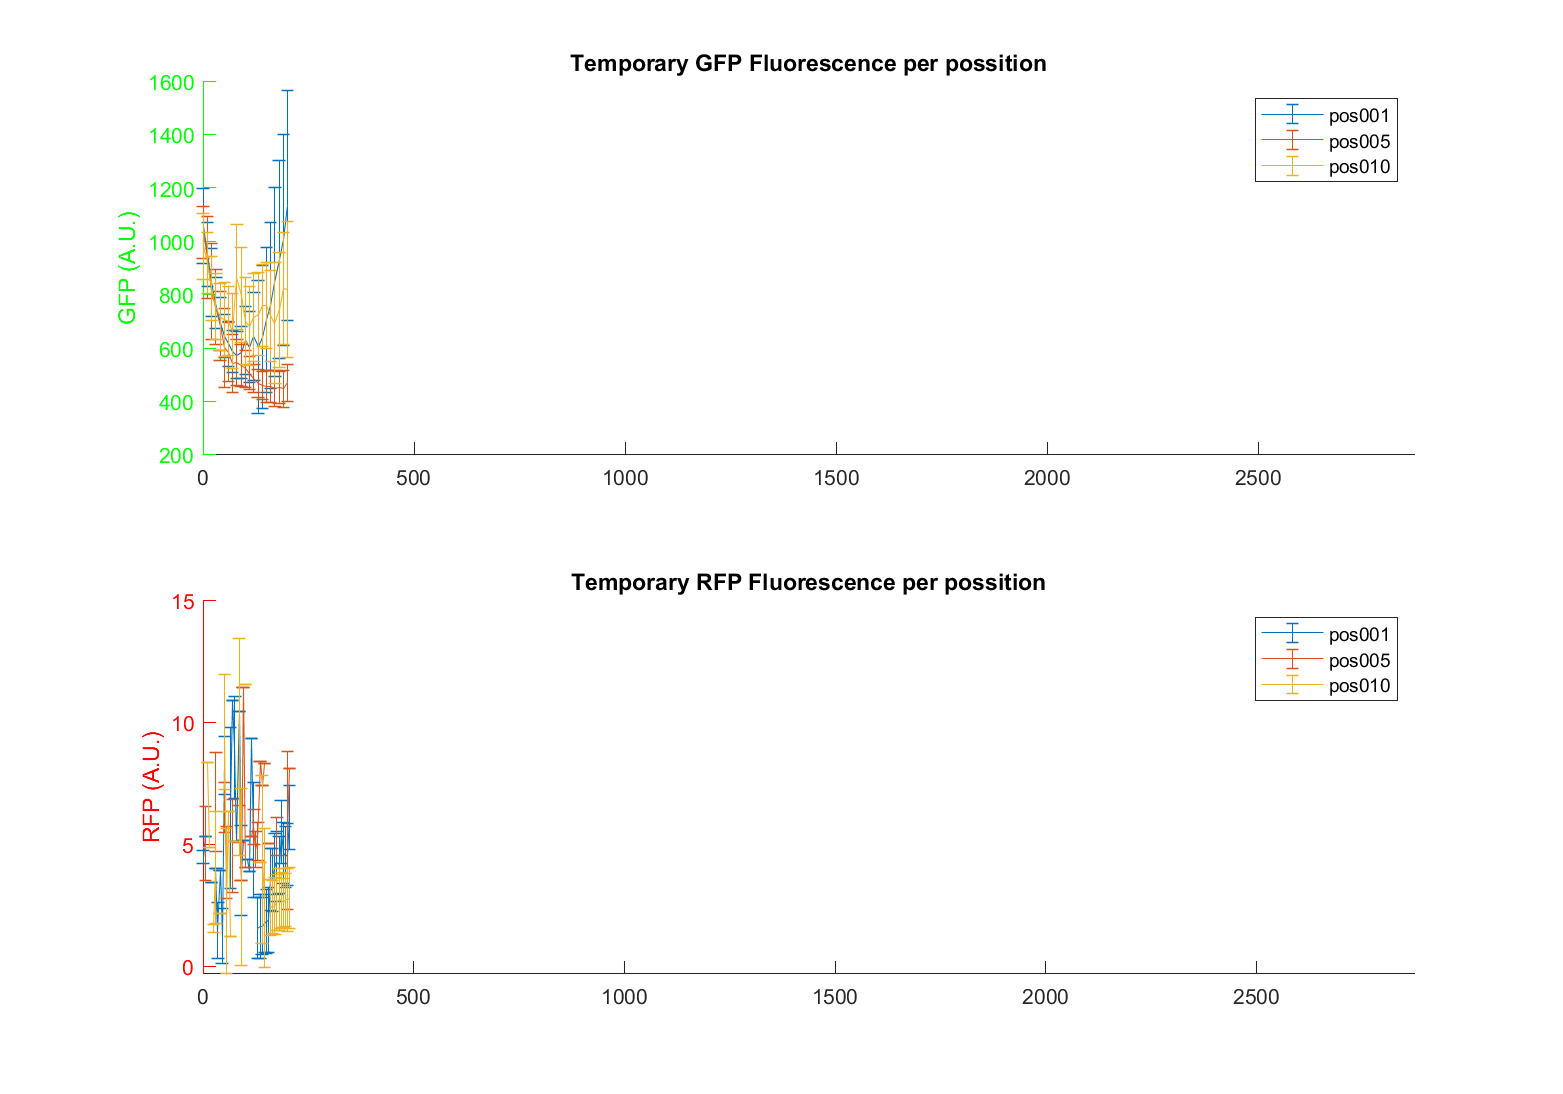 Temporary GFP Fluorescence per possition
1600
1400
1200
1000
800
600
400
200
GFP (A.U.)
pos001
pos005
pos010
0 500 1000 1500 2000 2500
Temporary RFP Fluorescence per possition
15
10
5
0
RFP (A.U.)
pos001
pos005
pos010
0 500 1000 1500 2000 2500